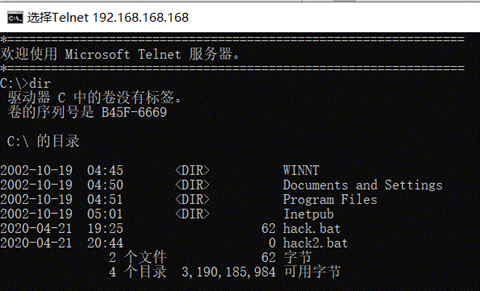 选择Telnet 192.168.168.168
*===============================================================
欢迎使用 Microsoft Telnet 服务器。
*===============================================================
C:\>dir
驱动器 C 中的卷没有标签。
卷的序列号是 B45F-6669
C:\ 的目录
2002-10-19  04:45      <DIR>          WINNT
2002-10-19  04:50      <DIR>          Documents and Settings
2002-10-19  04:51      <DIR>          Program Files
2002-10-19  05:01      <DIR>          Inetpub
2020-04-21  19:25                  62 hack.bat
2020-04-21  20:44                   0 hack2.bat
2 个文件             62 字节
4 个目录  3,190,185,984 可用字节